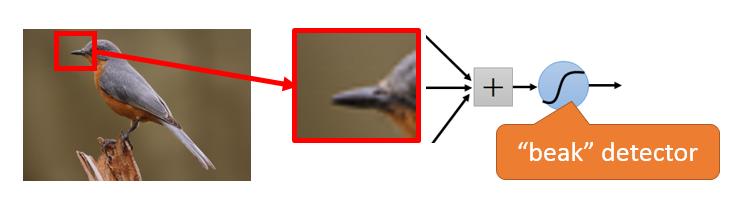 +
“beak” detector